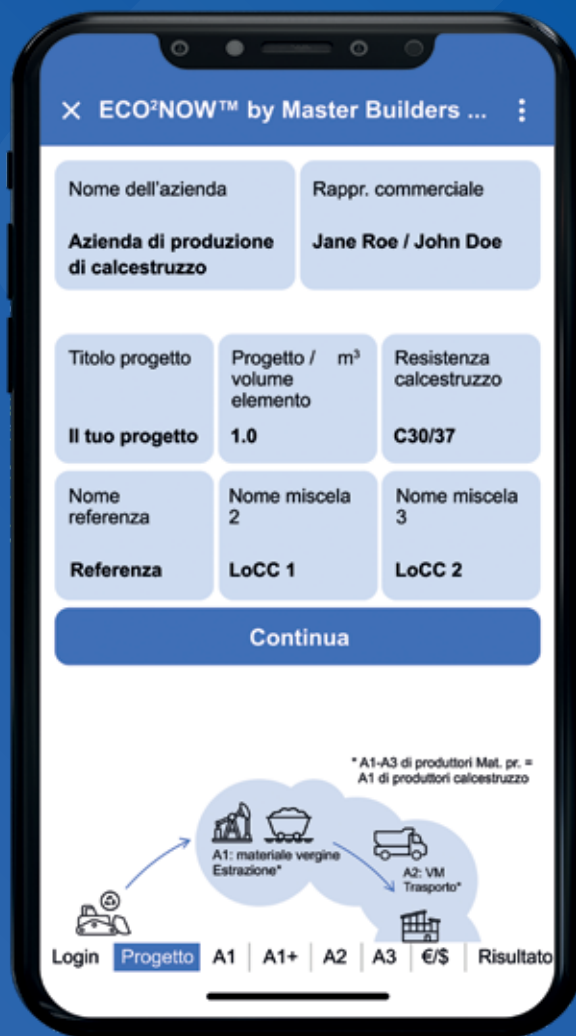 ECO²NOW™ by Master Builders ...
Nome dell'azienda
Azienda di produzione
di calcestruzzo
Rappr. commerciale
Jane Roe / John Doe
Titolo progetto
Il tuo progetto
Progetto / m³
volume
elemento
1.0
Resistenza
calcestruzzo
C30/37
Nome
referenza
Referenza
Nome miscela
2
LoCC 1
Nome miscela
3
LoCC 2
Continua
* A1-A3 di produttori Mat. pr. =
A1 di produttori calcestruzzo
A1: materiale vergine
Estrazione*
A2: VM
Trasporto*
Login Progetto A1 A1+ A2 A3 €/$ Risultato